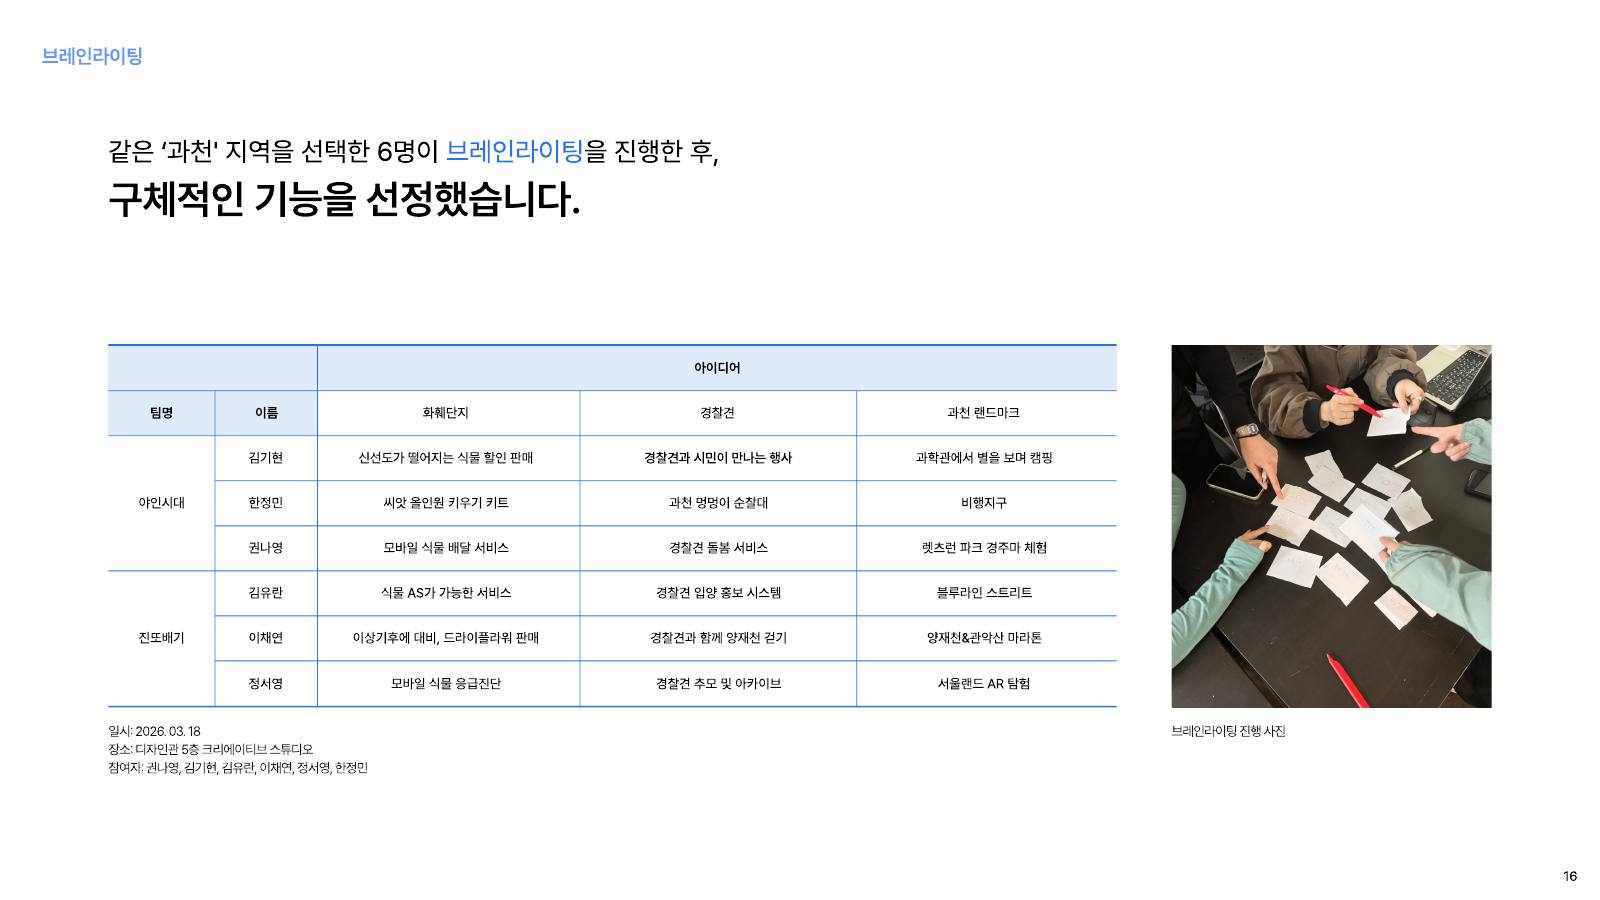 브레인라이팅
같은 ‘과천' 지역을 선택한 6명이 브레인라이팅을 진행한 후,
구체적인 기능을 선정했습니다.
아이디어
팀명 이름 화훼단지 경찰견 과천 랜드마크
야인시대
김기현 신선도가 떨어지는 식물 할인 판매 경찰견과 시민이 만나는 행사 과학관에서 별을 보며 캠핑
한정민 씨앗 올인원 키우기 키트 과천 멍멍이 순찰대 비행지구
권나영 모바일 식물 배달 서비스 경찰견 돌봄 서비스 렛츠런 파크 경주마 체험
진또배기
김유란 식물 AS가 가능한 서비스 경찰견 입양 홍보 시스템 블루라인 스트리트
이채연 이상기후에 대비, 드라이플라워 판매 경찰견과 함께 양재천 걷기 양재천&관악산 마라톤
정서영 모바일 식물 응급진단 경찰견 추모 및 아카이브 서울랜드 AR 탐험
일시: 2026. 03. 18
장소: 디자인관 5층 크리에이티브 스튜디오
참여자: 권나영, 김기현, 김유란, 이채연, 정서영, 한정민
브레인라이팅 진행 사진
16